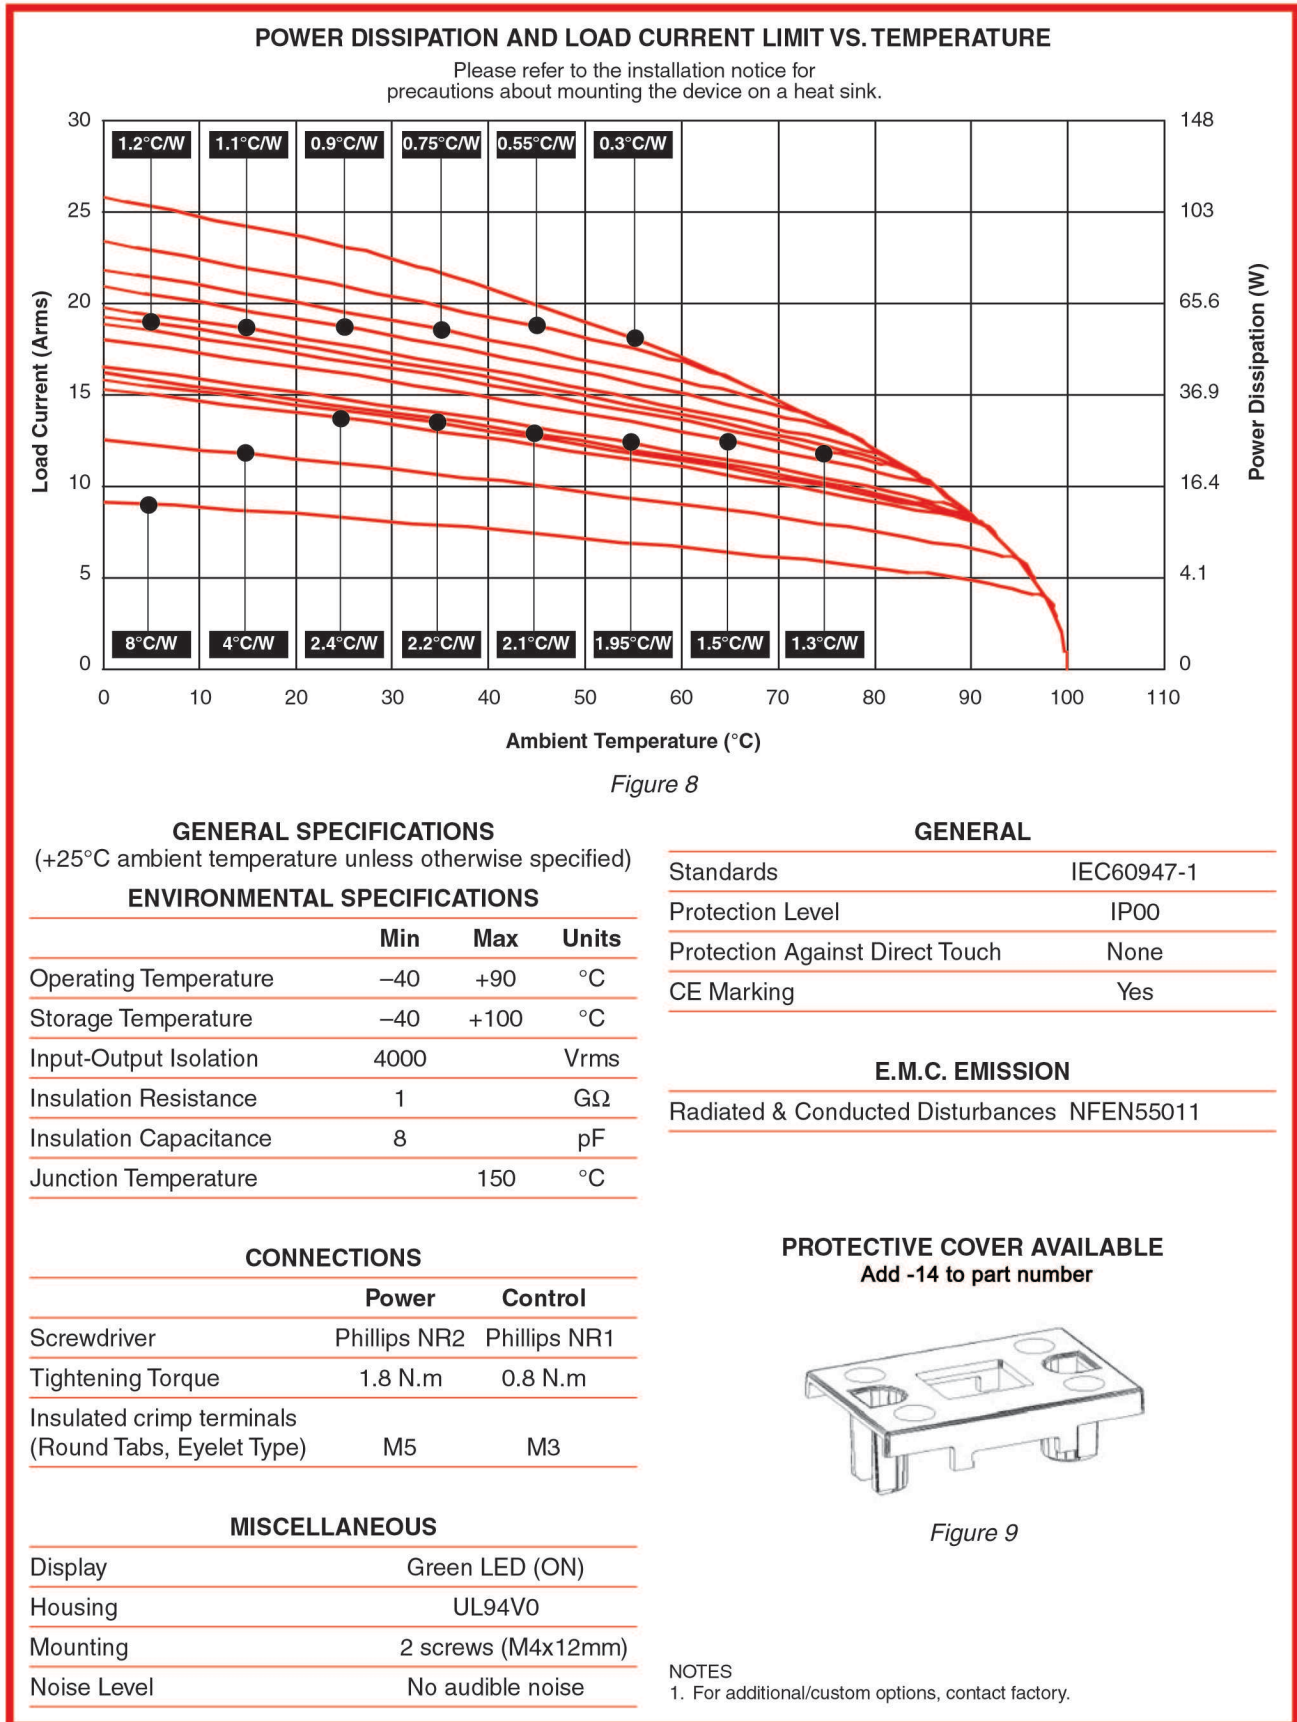 POWER DISSIPATION AND LOAD CURRENT LIMIT VS. TEMPERATURE
Please refer to the installation notice for
precautions about mounting the device on a heat sink.
30
25
20
15
10
5
0
Load Current (Arms)
1.2°C/W 1.1°C/W 0.9°C/W 0.75°C/W 0.55°C/W 0.3°C/W
8°C/W 4°C/W 2.4°C/W 2.2°C/W 2.1°C/W 1.95°C/W 1.5°C/W 1.3°C/W
148
103
65.6
36.9
16.4
4.1
0
Power Dissipation (W)
0 10 20 30 40 50 60 70 80 90 100 110
Ambient Temperature (°C)
Figure 8
GENERAL SPECIFICATIONS
(+25°C ambient temperature unless otherwise specified)
ENVIRONMENTAL SPECIFICATIONS
Min Max Units
Operating Temperature –40 +90 °C
Storage Temperature –40 +100 °C
Input-Output Isolation 4000 Vrms
Insulation Resistance 1 GΩ
Insulation Capacitance 8 pF
Junction Temperature 150 °C
CONNECTIONS
Power Control
Screwdriver Phillips NR2 Phillips NR1
Tightening Torque 1.8 N.m 0.8 N.m
Insulated crimp terminals
(Round Tabs, Eyelet Type) M5 M3
MISCELLANEOUS
Display Green LED (ON)
Housing UL94V0
Mounting 2 screws (M4x12mm)
Noise Level No audible noise
GENERAL
Standards IEC60947-1
Protection Level IP00
Protection Against Direct Touch None
CE Marking Yes
E.M.C. EMISSION
Radiated & Conducted Disturbances NFEN55011
PROTECTIVE COVER AVAILABLE
Add -14 to part number
Figure 9
NOTES
1. For additional/custom options, contact factory.